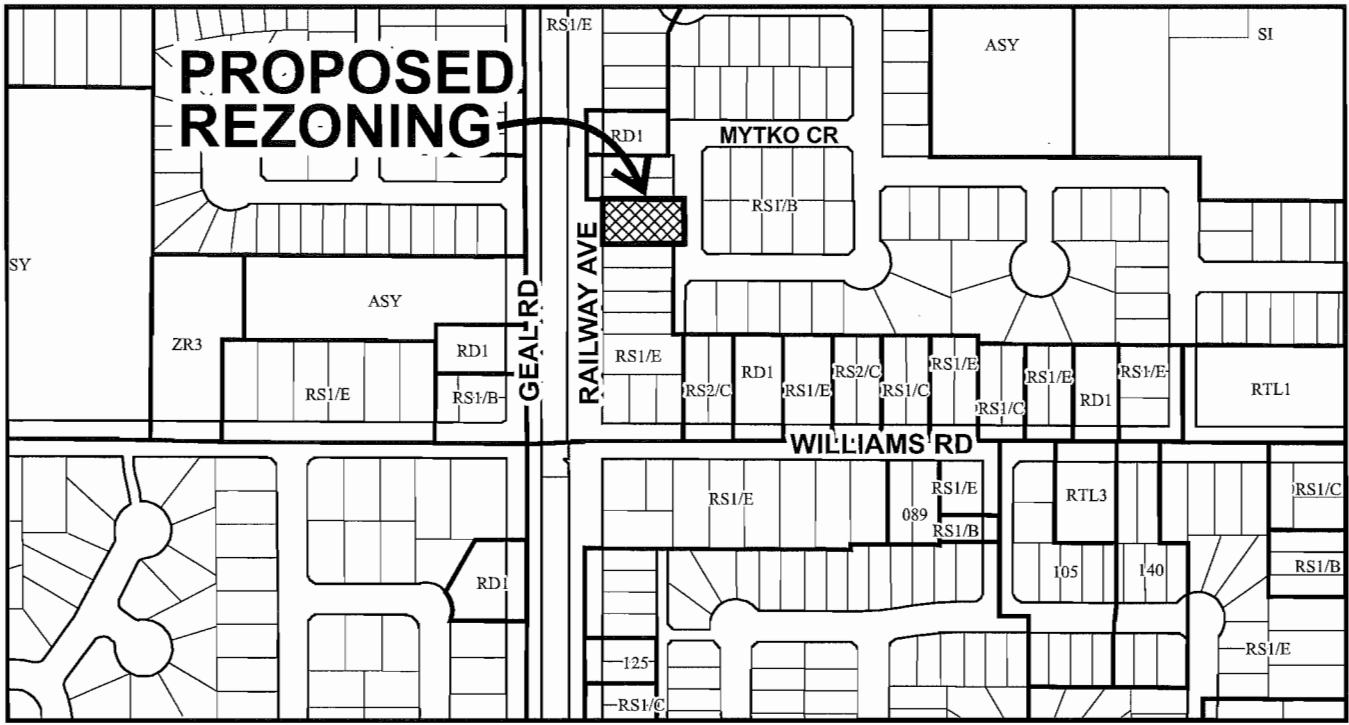 RS1/E
ASY
SI
PROPOSED
REZONING
RD1
MYTKO CR
RS1/B
SY
ASY
ZR3
RD1
RS1/E
RS1/B
GEAL RD
RAILWAY AVE
RS1/E
RS2/C
RD1
RS1/E
RS2/C
RS1/C
RS1/E
RS1/C
RS1/E
RD1
RS1/E
RTL1
WILLIAMS RD
RS1/E
089
RS1/E
RS1/B
RTL3
RS1/C
105
140
RS1/B
RD1
125
RS1/C
RS1/E